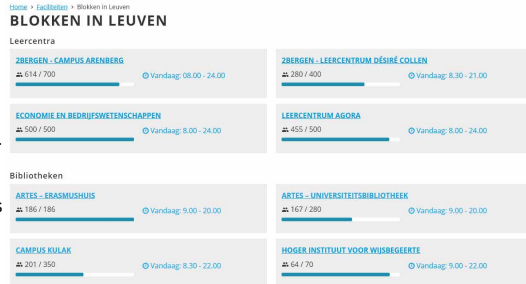 Home > Faciliteiten > Blokken in Leuven
BLOKKEN IN LEUVEN
Leercentra
2BERGEN - CAMPUS ARENBERG
614 / 700
Vandaag: 08.00 - 24.00
2BERGEN - LEERCENTRUM DÉSIRÉ COLLEN
280 / 400
Vandaag: 8.30 - 21.00
ECONOMIE EN BEDRIJFSWETENSCHAPPEN
500 / 500
Vandaag: 8.00 - 24.00
LEERCENTRUM AGORA
455 / 500
Vandaag: 8.00 - 24.00
Bibliotheken
ARTES – ERASMUSHUIS
186 / 186
Vandaag: 9.00 - 20.00
ARTES – UNIVERSITEITSBIBLIOTHEEK
167 / 280
Vandaag: 9.00 - 20.00
CAMPUS KULAK
201 / 350
Vandaag: 8.30 - 22.00
HOGER INSTITUUT VOOR WIJSBEGEERTE
64 / 70
Vandaag: 9.00 - 22.00